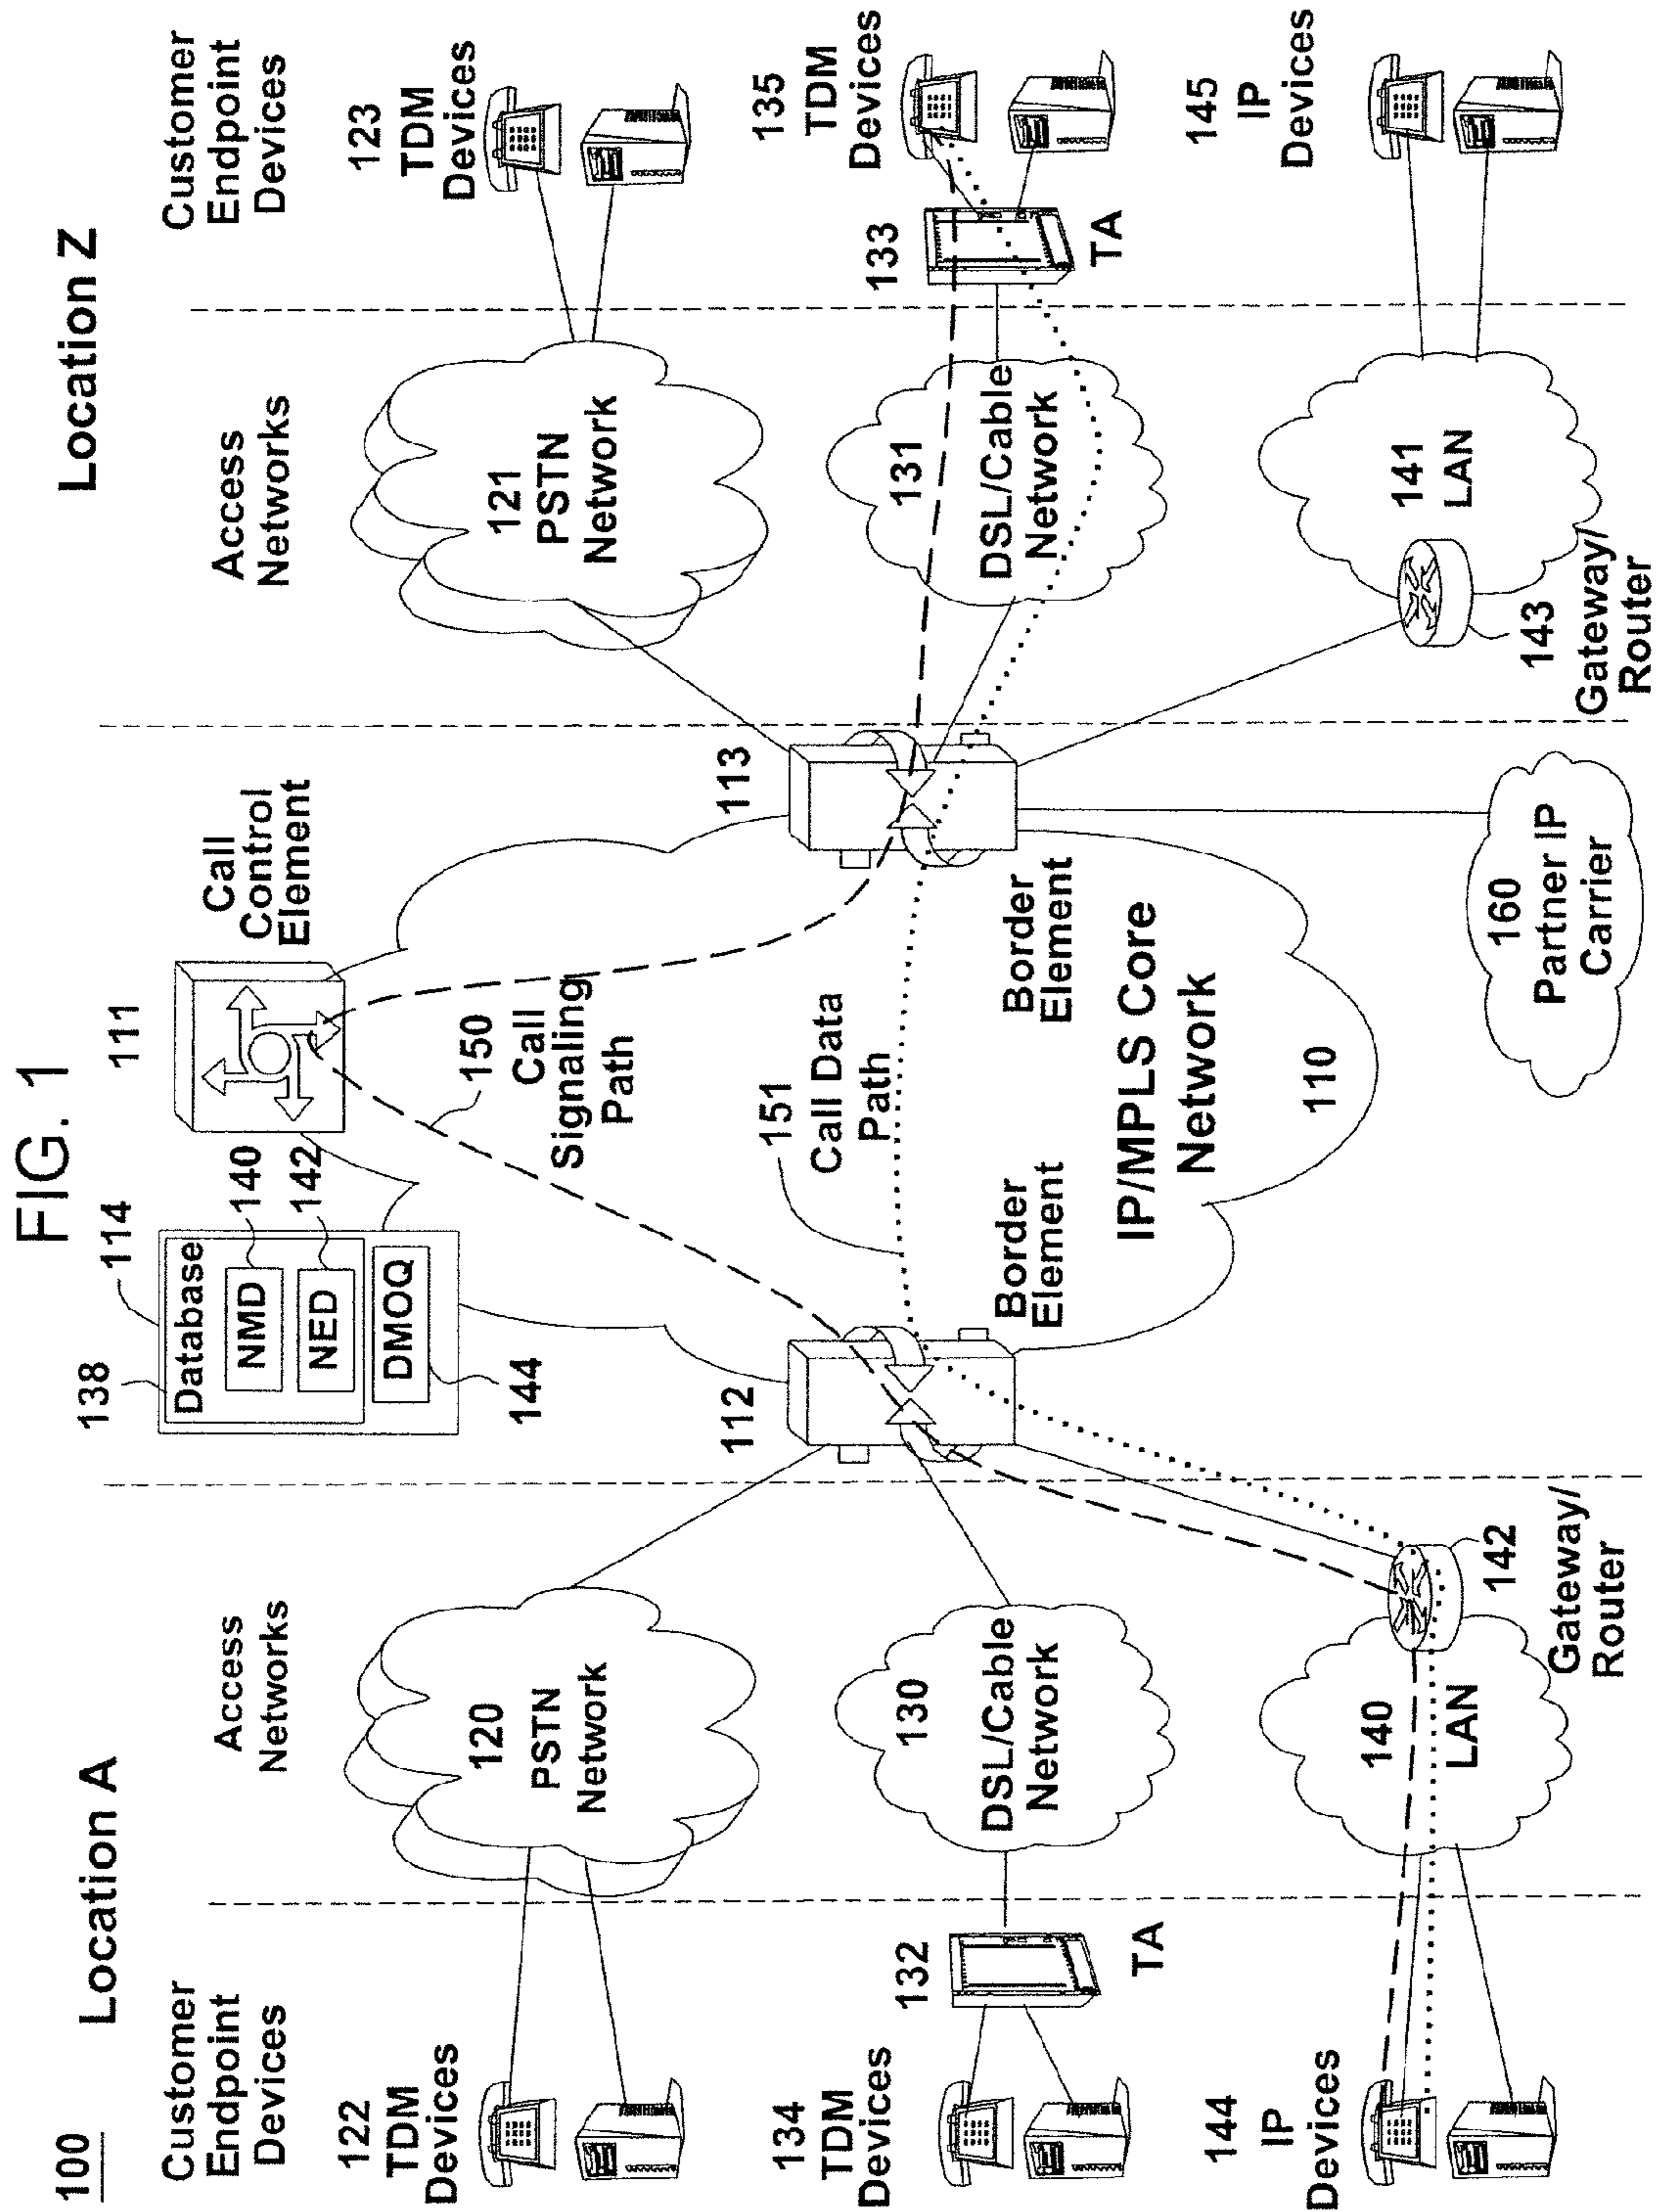 FIG. 1
100
Location A
Location Z
Customer
Endpoint
Devices
Access
Networks
Access
Networks
Customer
Endpoint
Devices
122
TDM
Devices
120
PSTN
Network
134
TDM
Devices
132
TA
130
DSL/Cable
Network
144
IP
Devices
140
LAN
142
Gateway/
Router
138
114
Database
NMD
140
NED
142
DMOQ
144
111
Call
Control
Element
150
Call
Signaling
Path
151
Call Data
Path
112
Border
Element
113
Border
Element
IP/MPLS Core
Network
110
160
Partner IP
Carrier
121
PSTN
Network
123
TDM
Devices
131
DSL/Cable
Network
133
TA
135
TDM
Devices
141
LAN
143
Gateway/
Router
145
IP
Devices